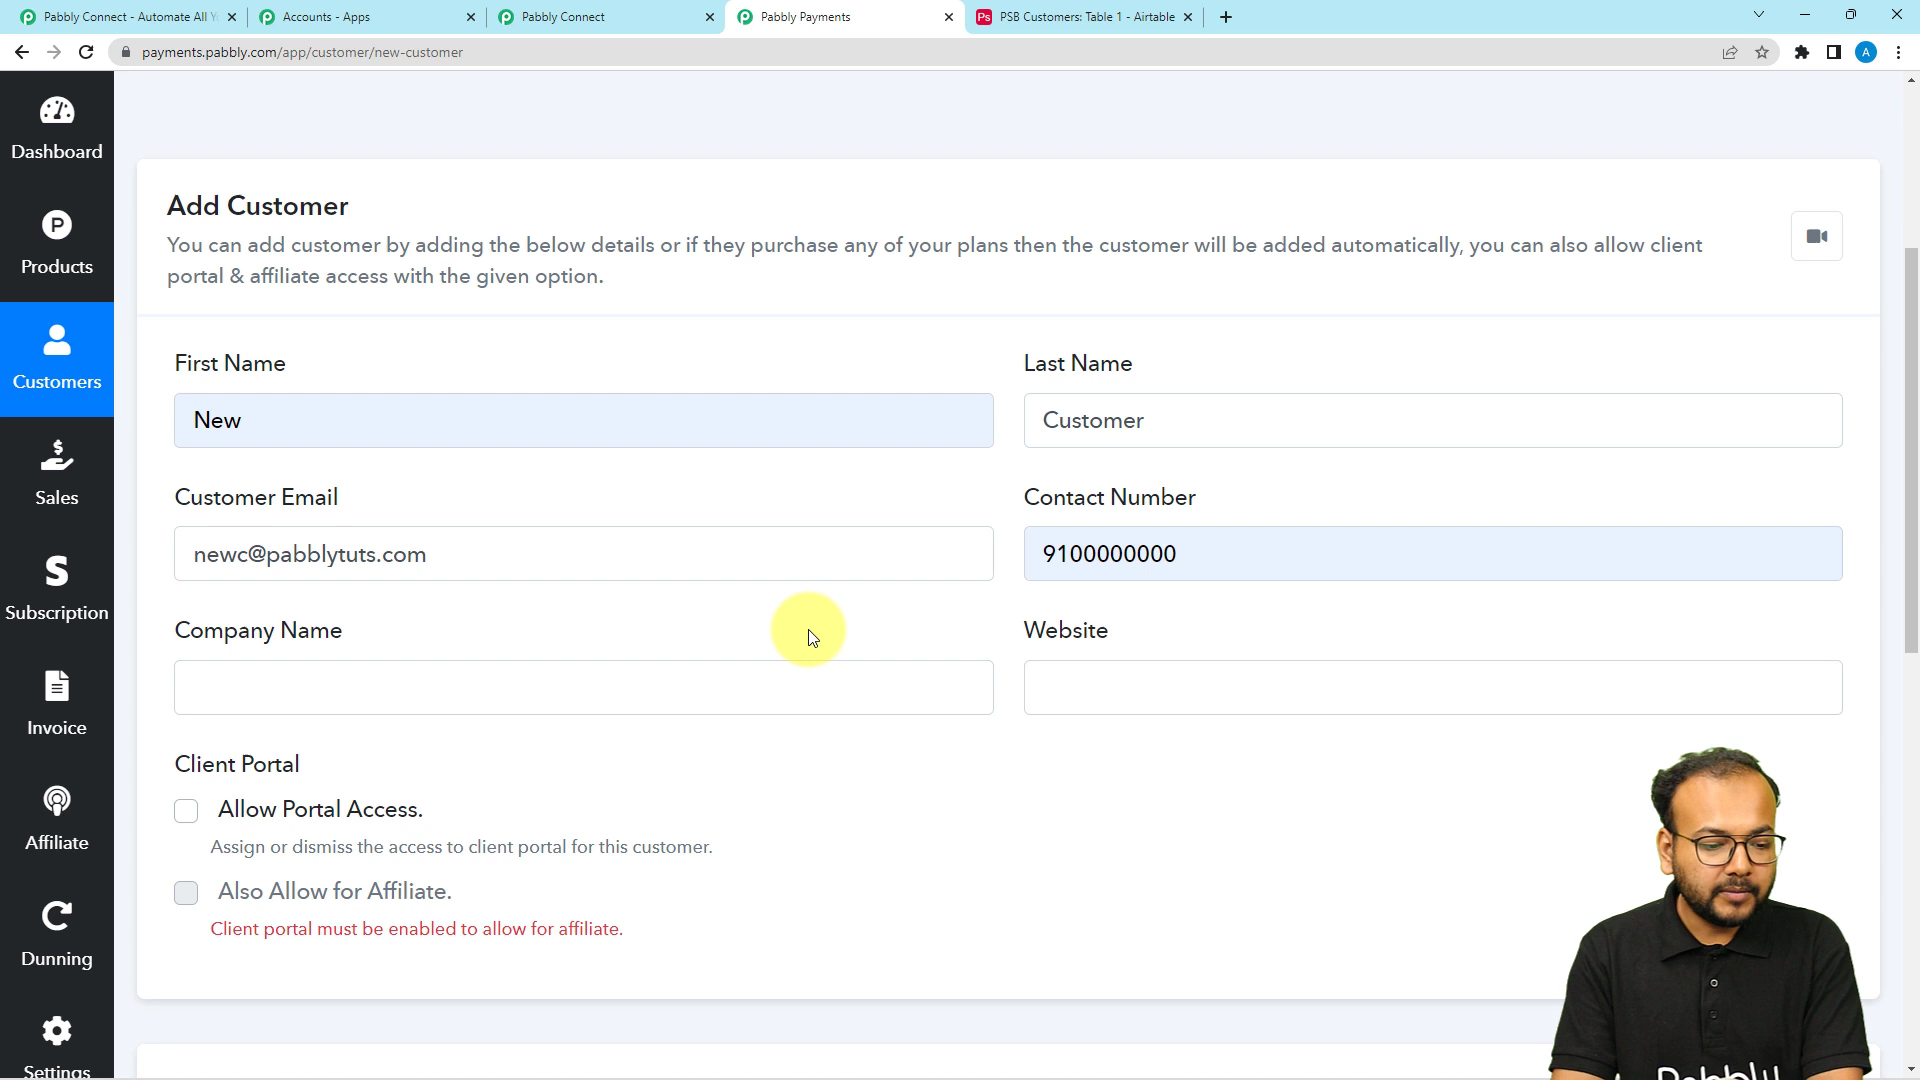 Pabbly Connect - Automate All Y
Accounts - Apps
Pabbly Connect
Pabbly Payments
Ps
PSB Customers: Table 1 - Airtable
payments.pabbly.com/app/customer/new-customer
A
Dashboard
Products
Customers
Sales
Subscription
Invoice
Affiliate
Dunning
Settings
Add Customer
You can add customer by adding the below details or if they purchase any of your plans then the customer will be added automatically, you can also allow client
portal & affiliate access with the given option.
First Name
Last Name
New
Customer
Customer Email
Contact Number
newc@pabblytuts.com
9100000000
Company Name
Website
Client Portal
Allow Portal Access.
Assign or dismiss the access to client portal for this customer.
Also Allow for Affiliate.
Client portal must be enabled to allow for affiliate.
Pabbly